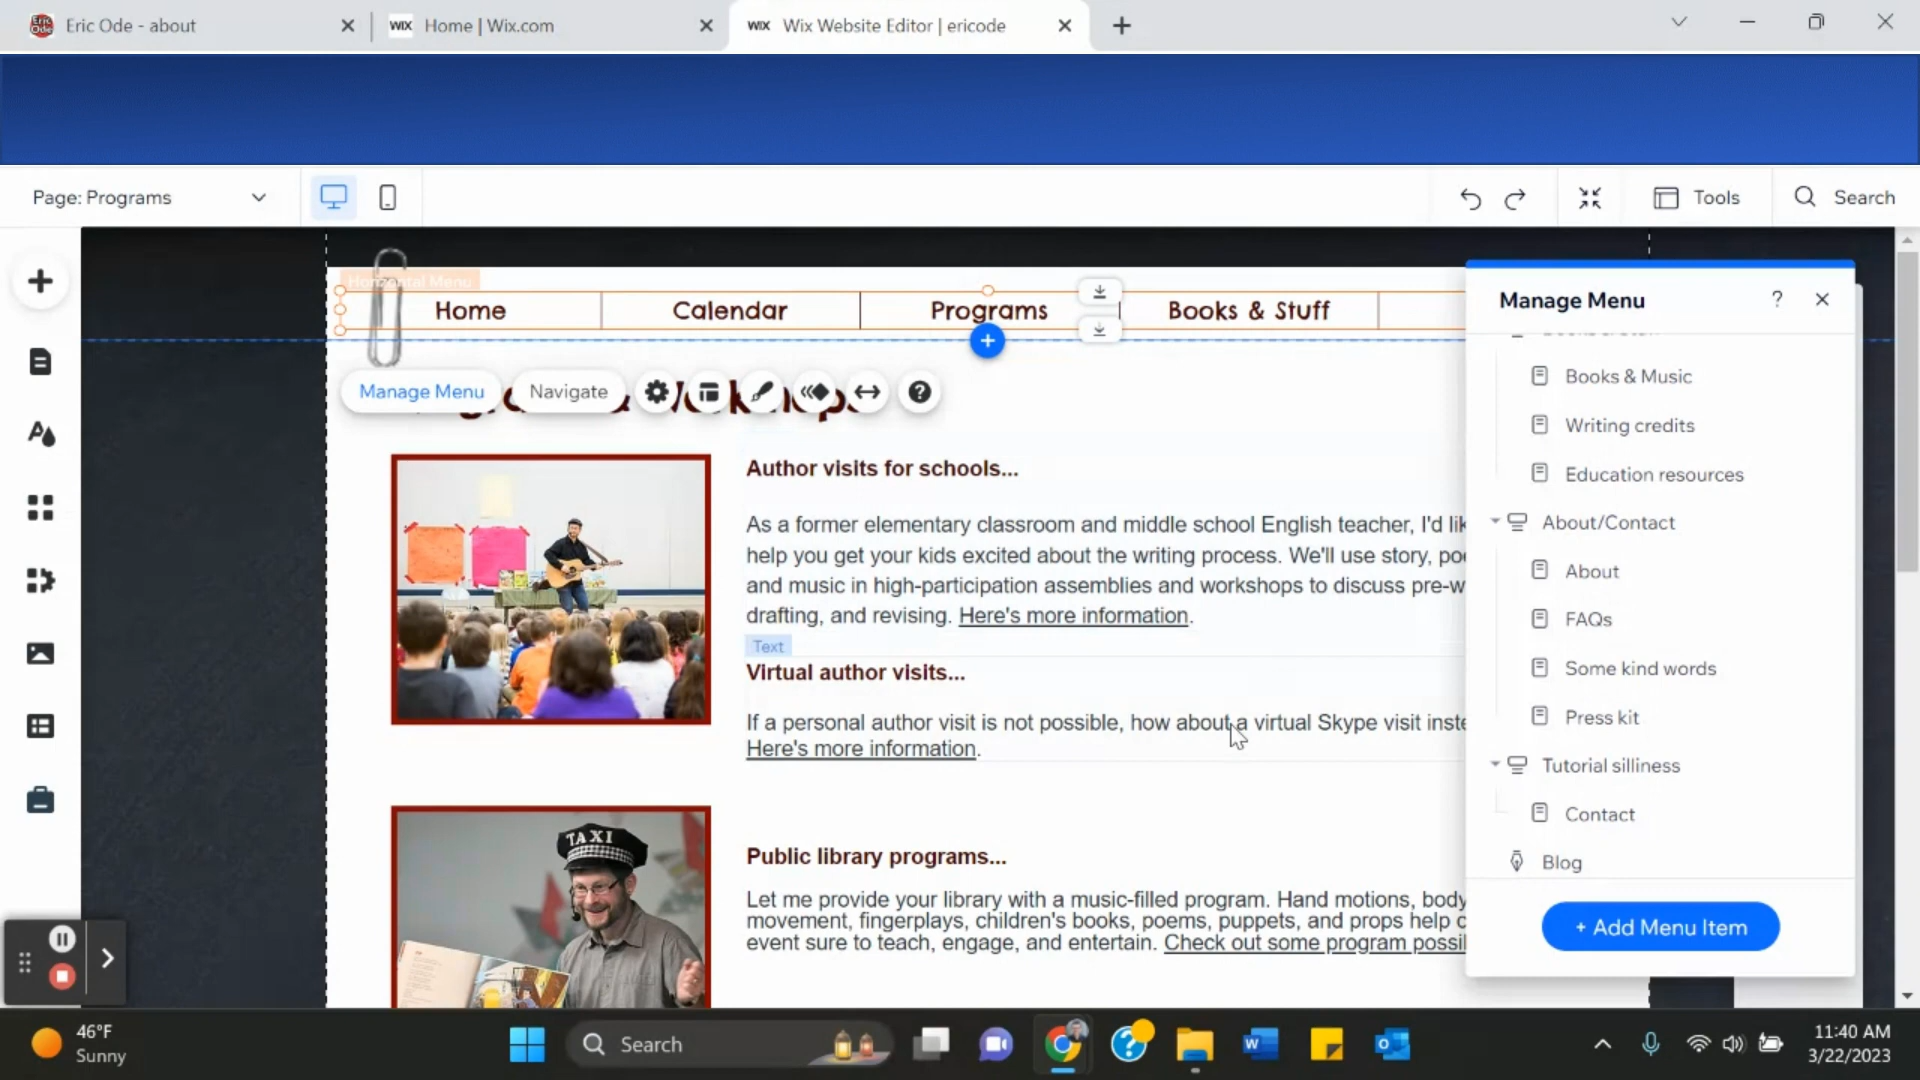 Eric Ode - about
WIX Home | Wix.com
WIX Wix Website Editor | ericode
Page: Programs
Tools
Search
Horizontal Menu
Home
Calendar
Programs
Books & Stuff
Manage Menu
Navigate
Author visits for schools...
As a former elementary classroom and middle school English teacher, I'd lik
help you get your kids excited about the writing process. We'll use story, po
and music in high-participation assemblies and workshops to discuss pre-w
drafting, and revising. Here's more information.
Text
Virtual author visits...
If a personal author visit is not possible, how about a virtual Skype visit inste
Here's more information.
TAXI
Public library programs...
Let me provide your library with a music-filled program. Hand motions, body
movement, fingerplays, children's books, poems, puppets, and props help
event sure to teach, engage, and entertain. Check out some program possil
Manage Menu ?
Books & Music
Writing credits
Education resources
About/Contact
About
FAQs
Some kind words
Press kit
Tutorial silliness
Contact
Blog
+ Add Menu Item
46°F
Sunny
Search
11:40 AM
3/22/2023